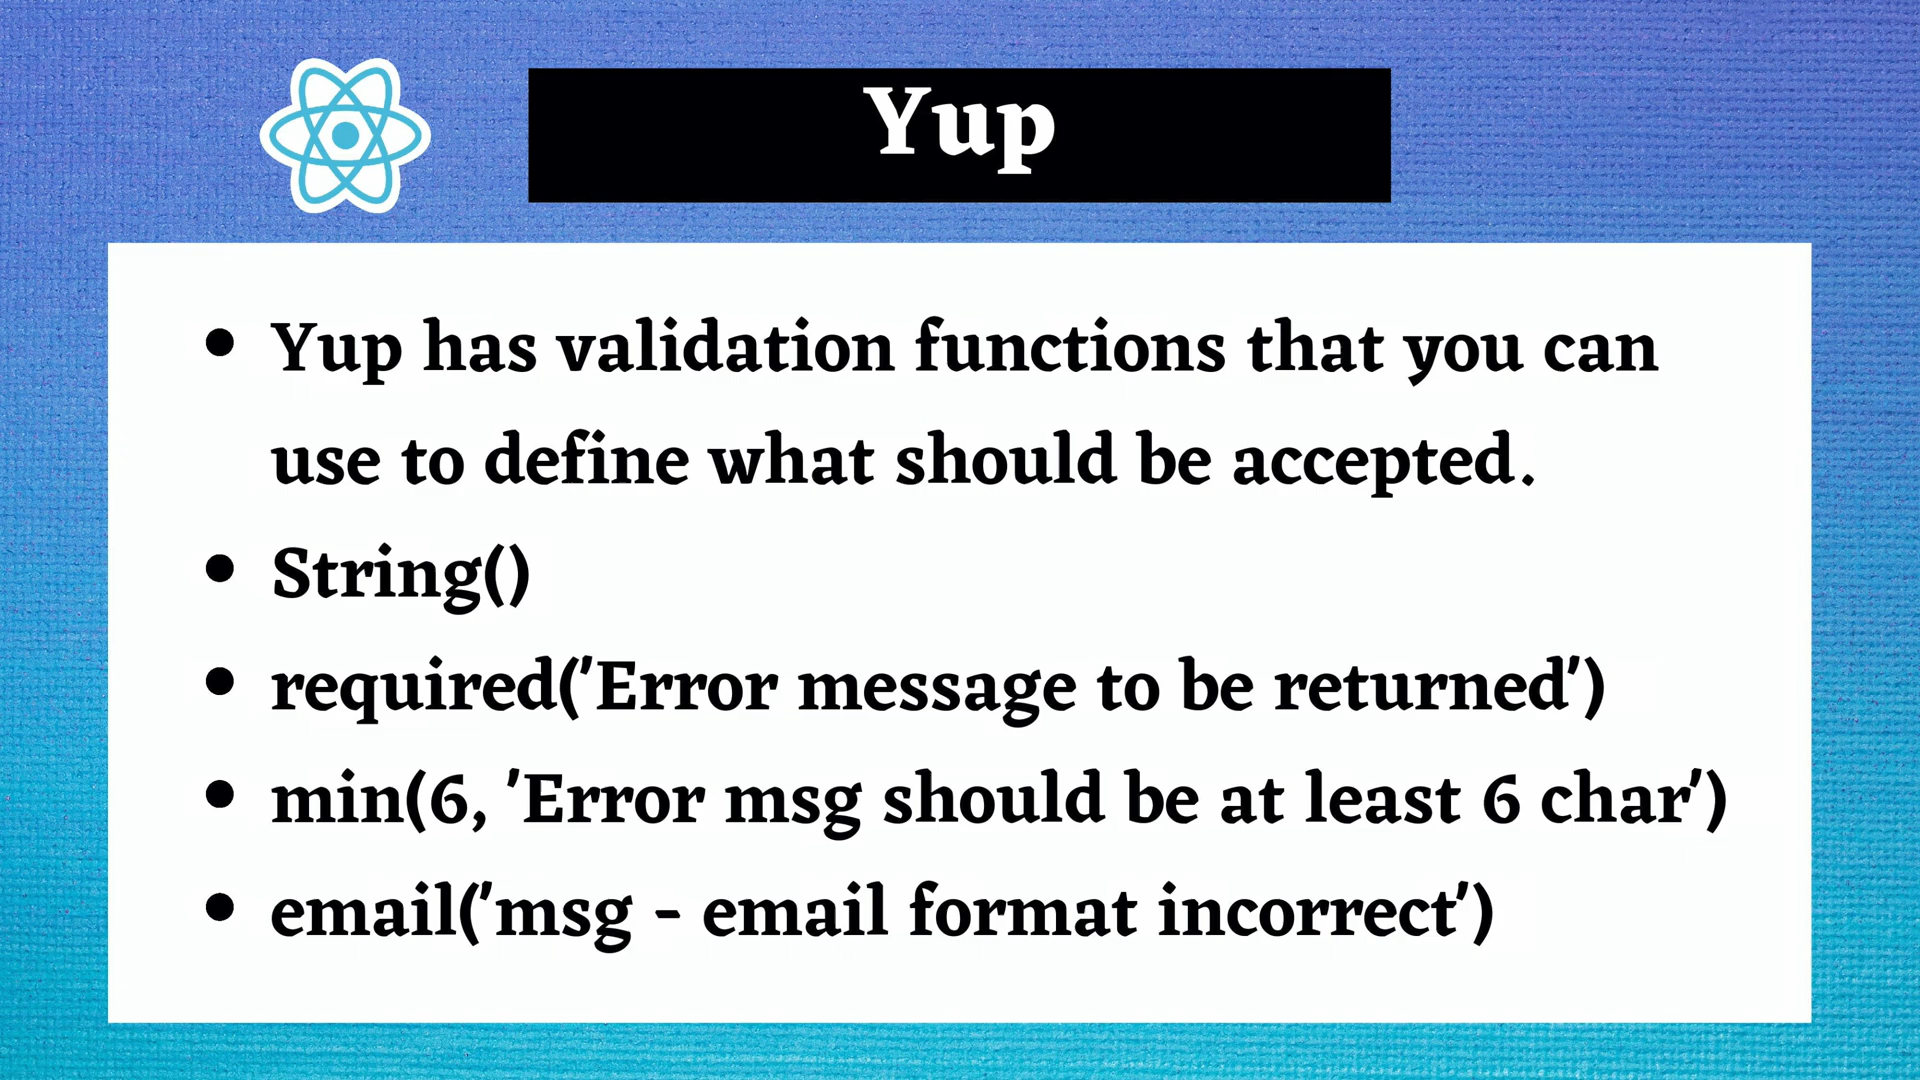 Yup
• Yup has validation functions that you can
use to define what should be accepted.
• String()
• required('Error message to be returned')
• min(6, 'Error msg should be at least 6 char')
• email('msg - email format incorrect')